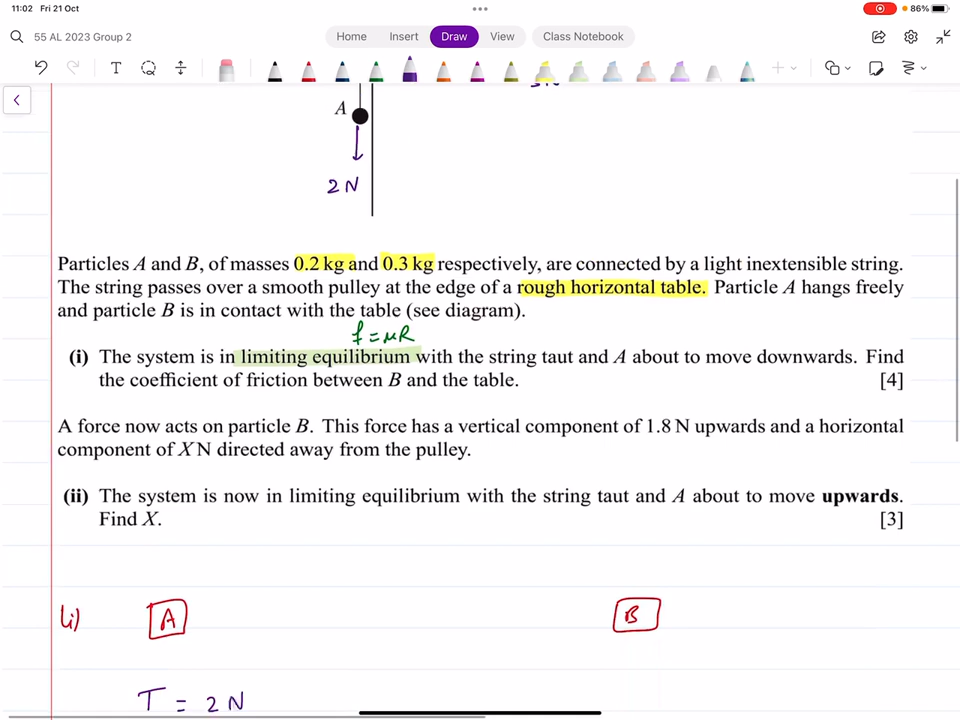 11:02 Fri 21 Oct
86%
55 AL 2023 Group 2
Home Insert Draw View Class Notebook
T
A
2 N
Particles A and B, of masses 0.2 kg and 0.3 kg respectively, are connected by a light inextensible string.
The string passes over a smooth pulley at the edge of a rough horizontal table. Particle A hangs freely
and particle B is in contact with the table (see diagram).
f = μR
(i) The system is in limiting equilibrium with the string taut and A about to move downwards. Find
the coefficient of friction between B and the table. [4]
A force now acts on particle B. This force has a vertical component of 1.8 N upwards and a horizontal
component of X N directed away from the pulley.
(ii) The system is now in limiting equilibrium with the string taut and A about to move upwards.
Find X. [3]
(i) A B
T = 2 N